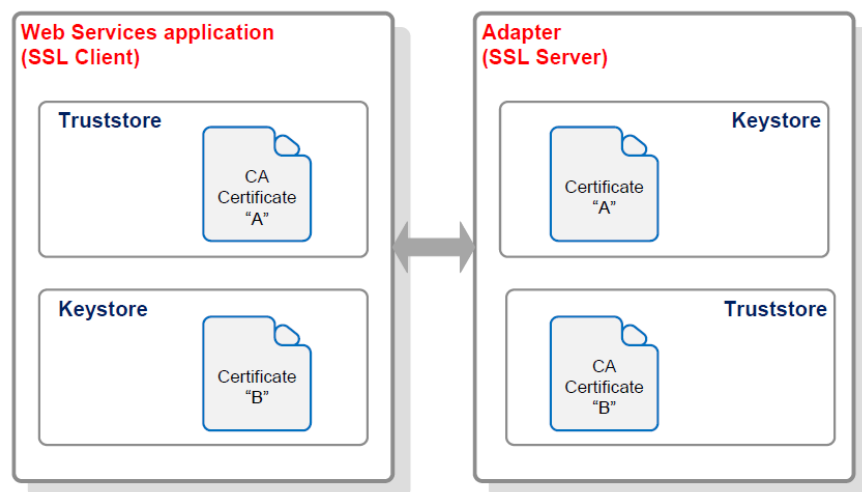 Web Services application
(SSL Client)
Truststore
CA
Certificate
“A”
Keystore
Certificate
“B”
Adapter
(SSL Server)
Keystore
Certificate
“A”
Truststore
CA
Certificate
“B”